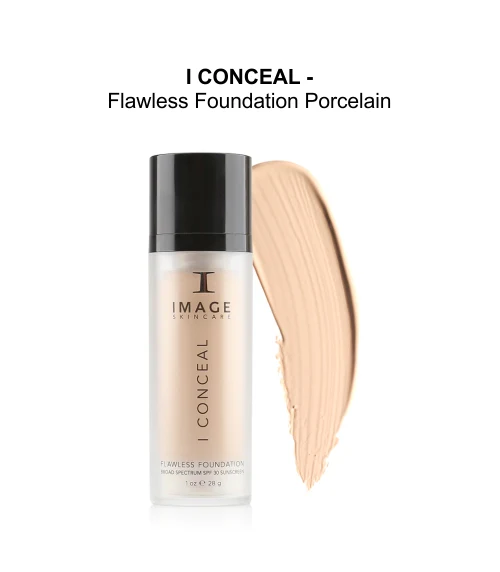 I CONCEAL -
Flawless Foundation Porcelain
I
IMAGE
SKINCARE
I CONCEAL
FLAWLESS FOUNDATION
BROAD SPECTRUM SPF 30 SUNSCREEN
1 oz ℮ 28 g